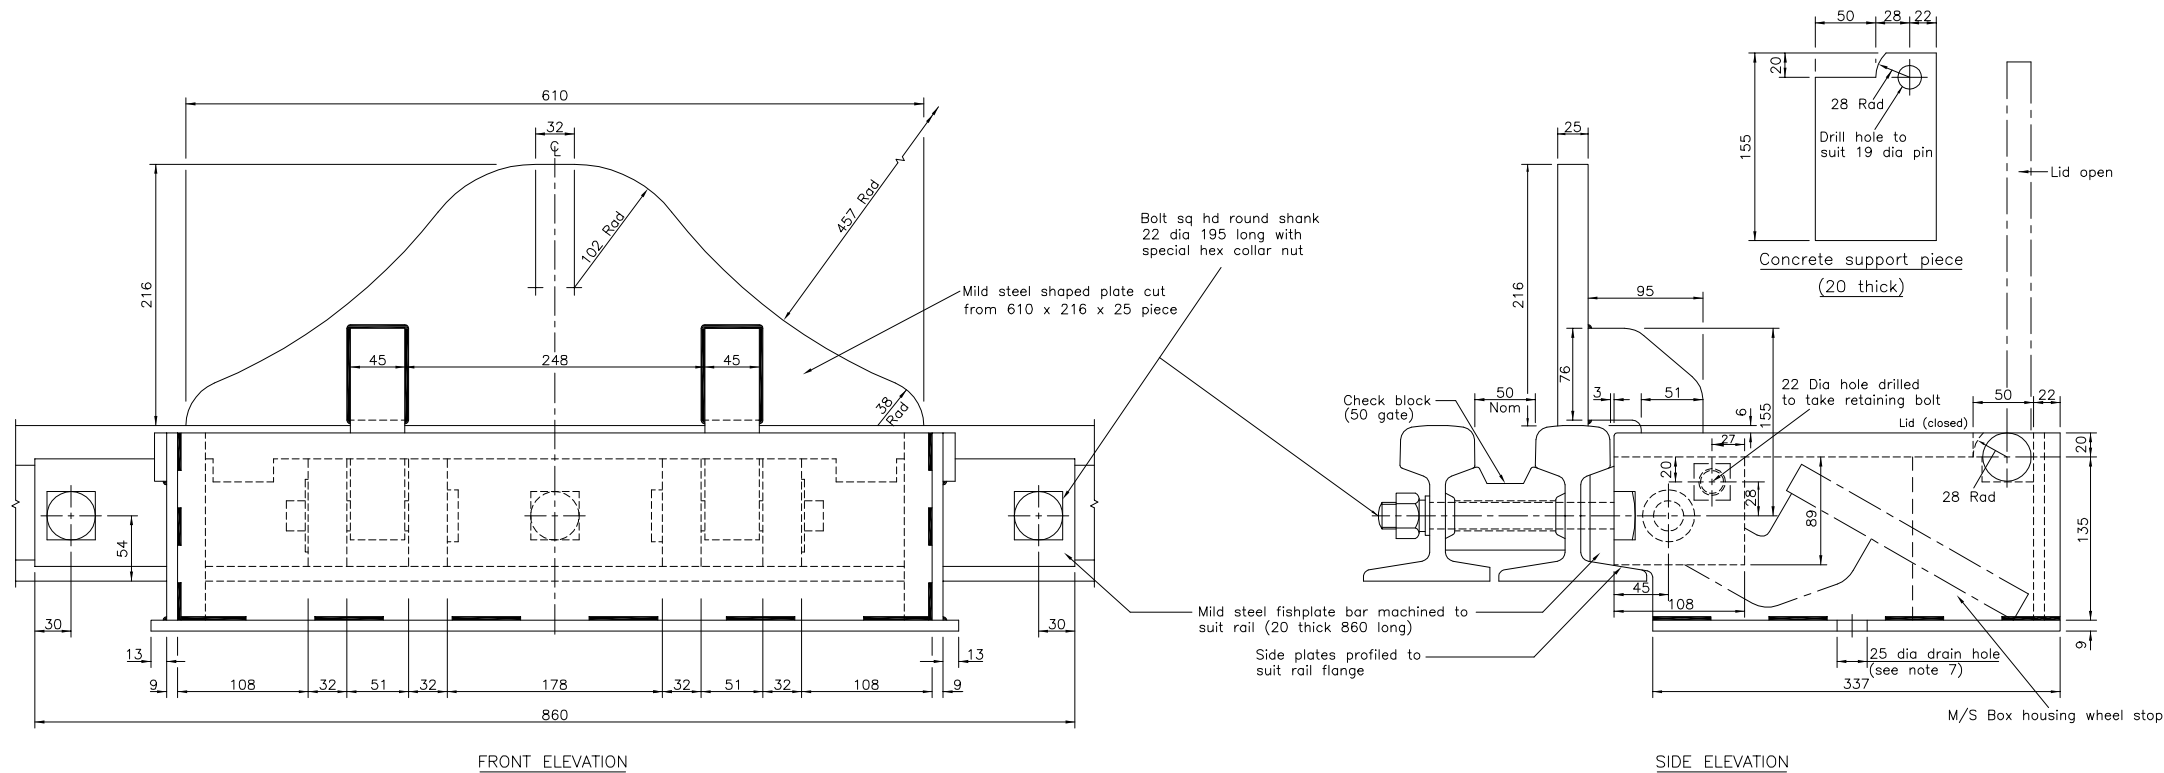 610
32
℄
457 Rad
102 Rad
216
Mild steel shaped plate cut
from 610 x 216 x 25 piece
45
248
45
38
Rad
54
30
30
13
13
9
108
32
51
32
178
32
51
32
108
9
860
FRONT ELEVATION
Bolt sq hd round shank
22 dia 195 long with
special hex collar nut
Mild steel fishplate bar machined to
suit rail (20 thick 860 long)
Side plates profiled to
suit rail flange
25
216
95
76
50
Nom
3
51
6
155
Check block
(50 gate)
22 Dia hole drilled
to take retaining bolt
Lid (closed)
50
22
27
20
28
89
20
28 Rad
135
45
108
9
25 dia drain hole
(see note 7)
337
M/S Box housing wheel stop
SIDE ELEVATION
50
28
22
20
155
28 Rad
Drill hole to
suit 19 dia pin
Concrete support piece
(20 thick)
Lid open